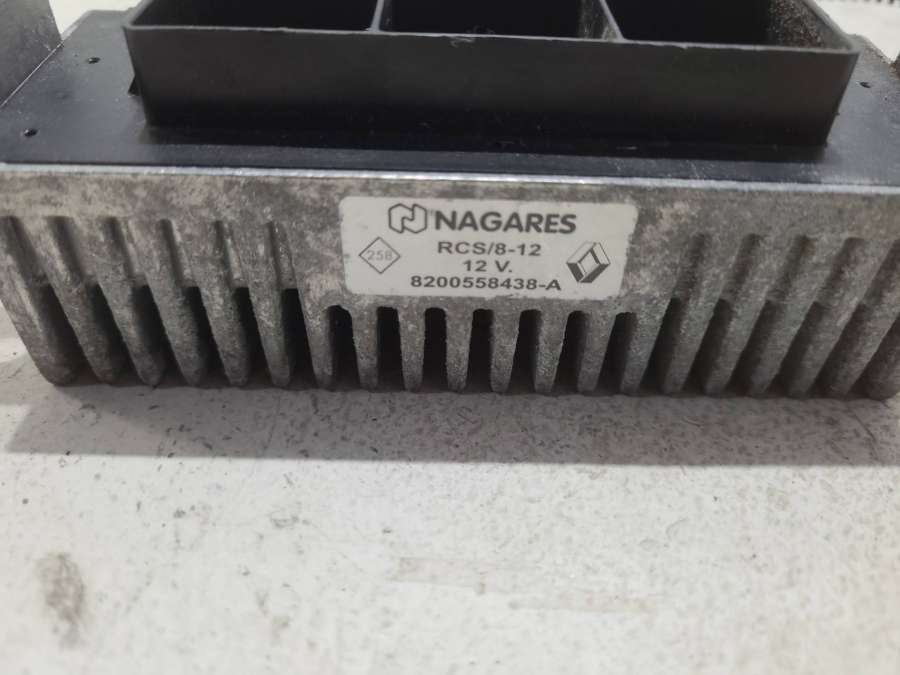 NAGARES
258
RCS/8-12
12 V.
8200558438-A